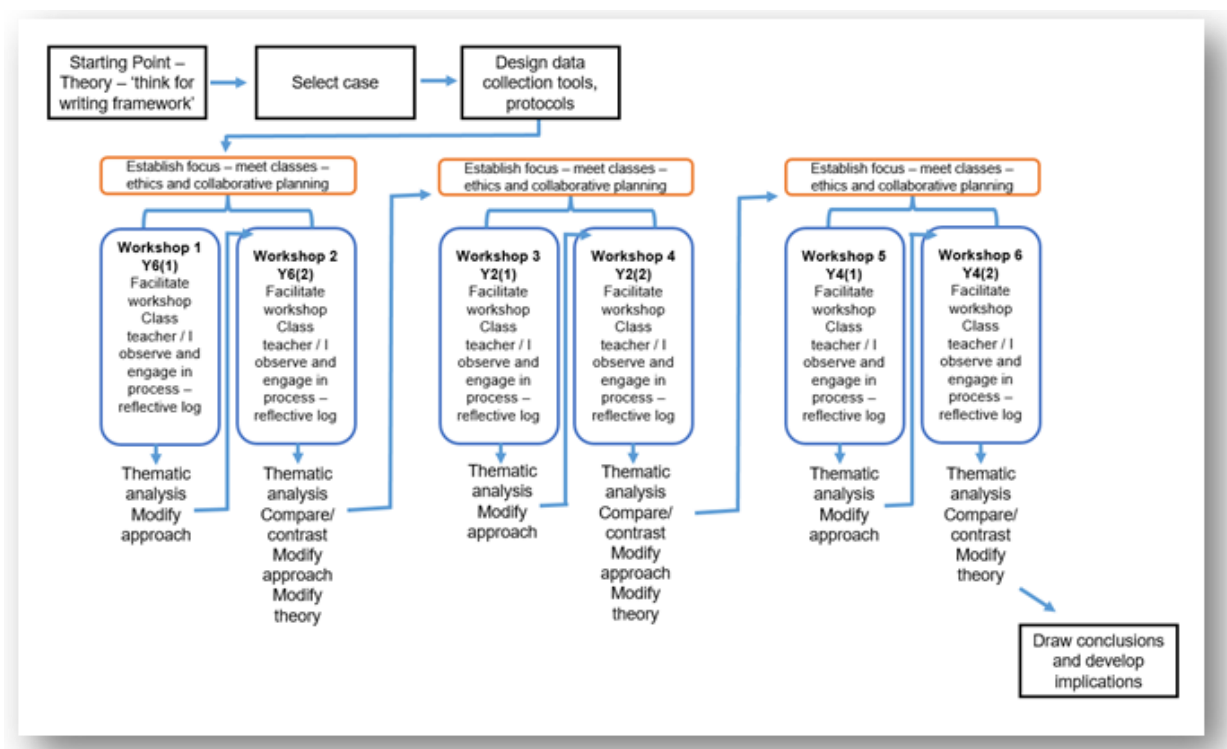 Starting Point –
Theory – ‘think for
writing framework’
Select case
Design data
collection tools,
protocols
Establish focus – meet classes –
ethics and collaborative planning
Establish focus – meet classes –
ethics and collaborative planning
Establish focus – meet classes –
ethics and collaborative planning
Workshop 1
Y6(1)
Facilitate
workshop
Class
teacher / I
observe and
engage in
process –
reflective log
Workshop 2
Y6(2)
Facilitate
workshop
Class
teacher / I
observe and
engage in
process –
reflective log
Workshop 3
Y2(1)
Facilitate
workshop
Class
teacher / I
observe and
engage in
process –
reflective log
Workshop 4
Y2(2)
Facilitate
workshop
Class
teacher / I
observe and
engage in
process –
reflective log
Workshop 5
Y4(1)
Facilitate
workshop
Class
teacher / I
observe and
engage in
process –
reflective log
Workshop 6
Y4(2)
Facilitate
workshop
Class
teacher / I
observe and
engage in
process –
reflective log
Thematic
analysis
Modify
approach
Thematic
analysis
Compare/
contrast
Modify
approach
Modify
theory
Thematic
analysis
Modify
approach
Thematic
analysis
Compare/
contrast
Modify
approach
Modify
theory
Thematic
analysis
Modify
approach
Thematic
analysis
Compare/
contrast
Modify
theory
Draw conclusions
and develop
implications